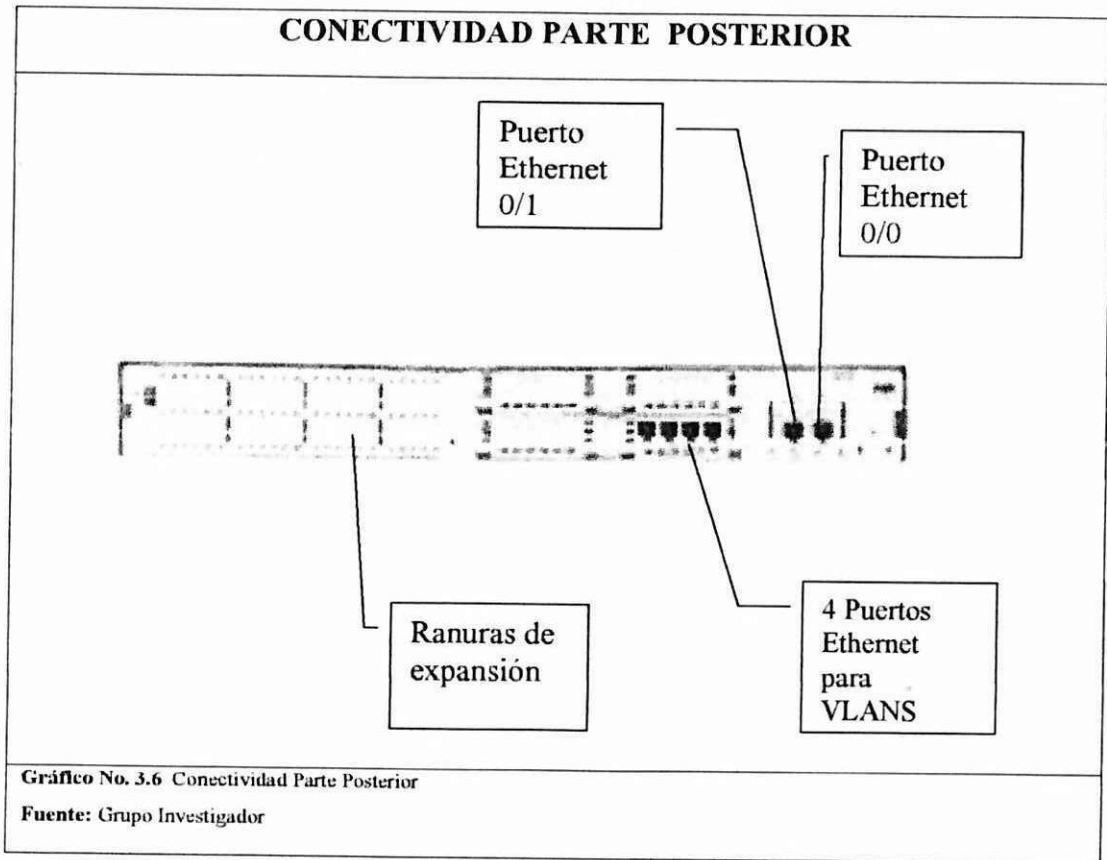 CONECTIVIDAD PARTE POSTERIOR
Puerto
Ethernet
0/1
Puerto
Ethernet
0/0
Ranuras de
expansión
4 Puertos
Ethernet
para
VLANS
Gráfico No. 3.6 Conectividad Parte Posterior
Fuente: Grupo Investigador